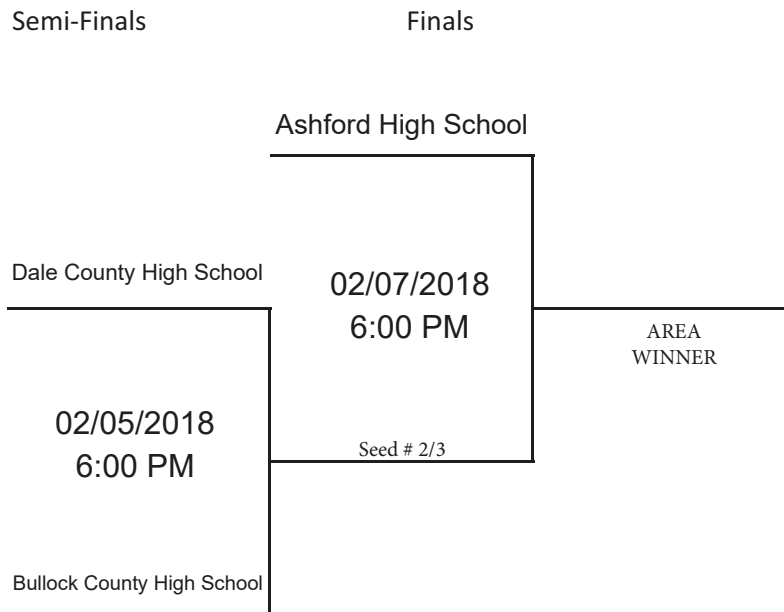 Semi-Finals
Finals
Ashford High School
Dale County High School
02/07/2018
6:00 PM
AREA
WINNER
02/05/2018
6:00 PM
Seed # 2/3
Bullock County High School